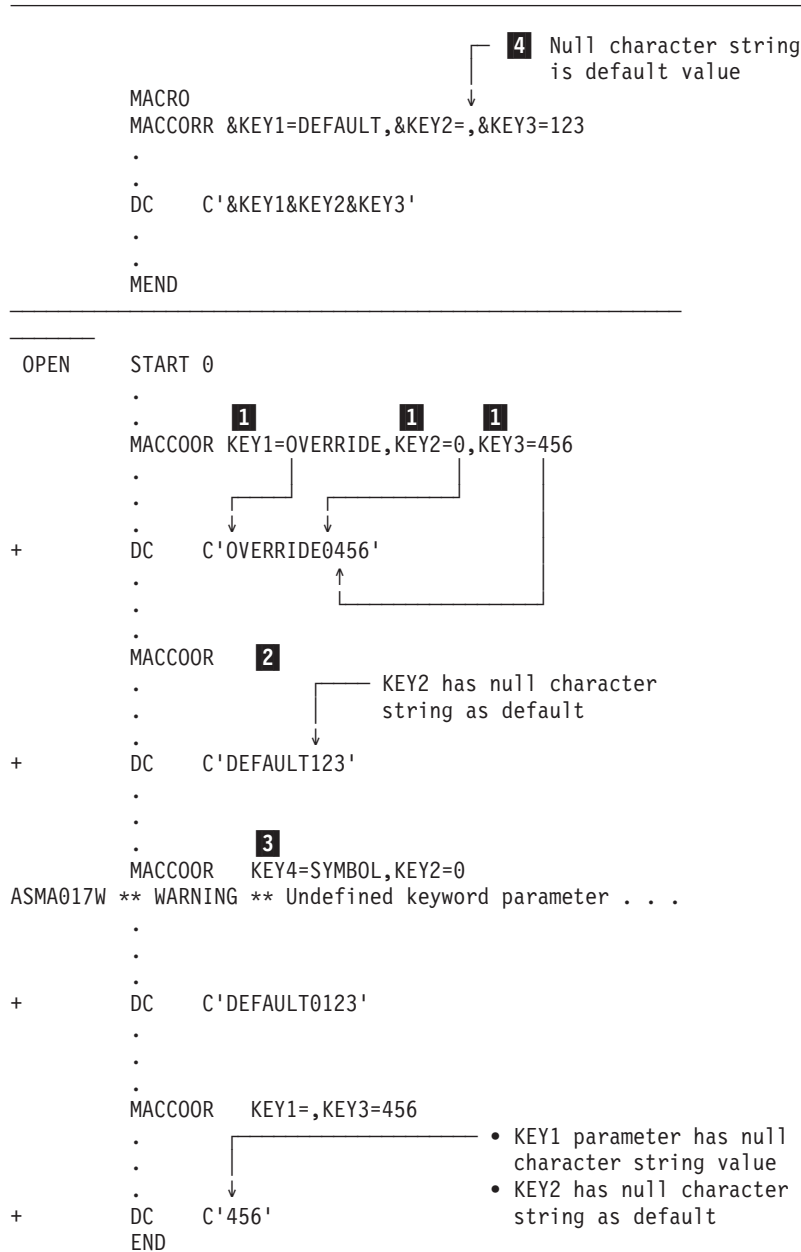 4 Null character string
is default value
MACRO
MACCORR &KEY1=DEFAULT,&KEY2=,&KEY3=123
.
.
DC C'&KEY1&KEY2&KEY3'
.
.
MEND
OPEN START 0
.
. 1 1 1
MACCOOR KEY1=OVERRIDE,KEY2=0,KEY3=456
.
.
.
+ DC C'OVERRIDE0456'
.
.
.
MACCOOR 2
. KEY2 has null character
. string as default
.
+ DC C'DEFAULT123'
.
.
. 3
MACCOOR KEY4=SYMBOL,KEY2=0
ASMA017W ** WARNING ** Undefined keyword parameter . . .
.
.
.
+ DC C'DEFAULT0123'
.
.
.
MACCOOR KEY1=,KEY3=456
. • KEY1 parameter has null
. character string value
. • KEY2 has null character
+ DC C'456' string as default
END